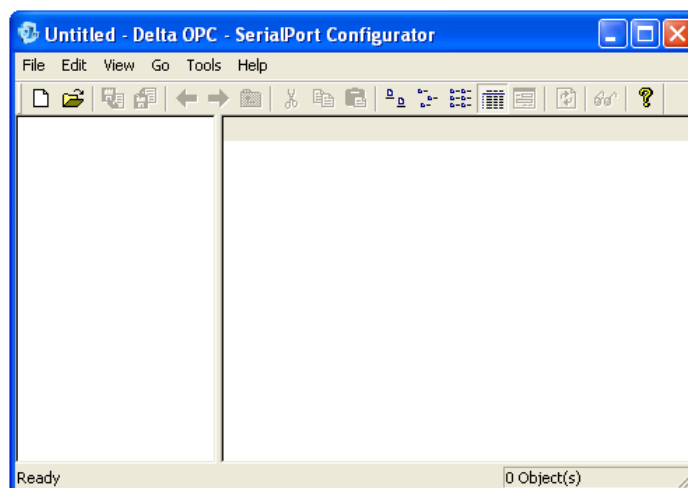 Untitled - Delta OPC - SerialPort Configurator
File Edit View Go Tools Help
Ready 0 Object(s)